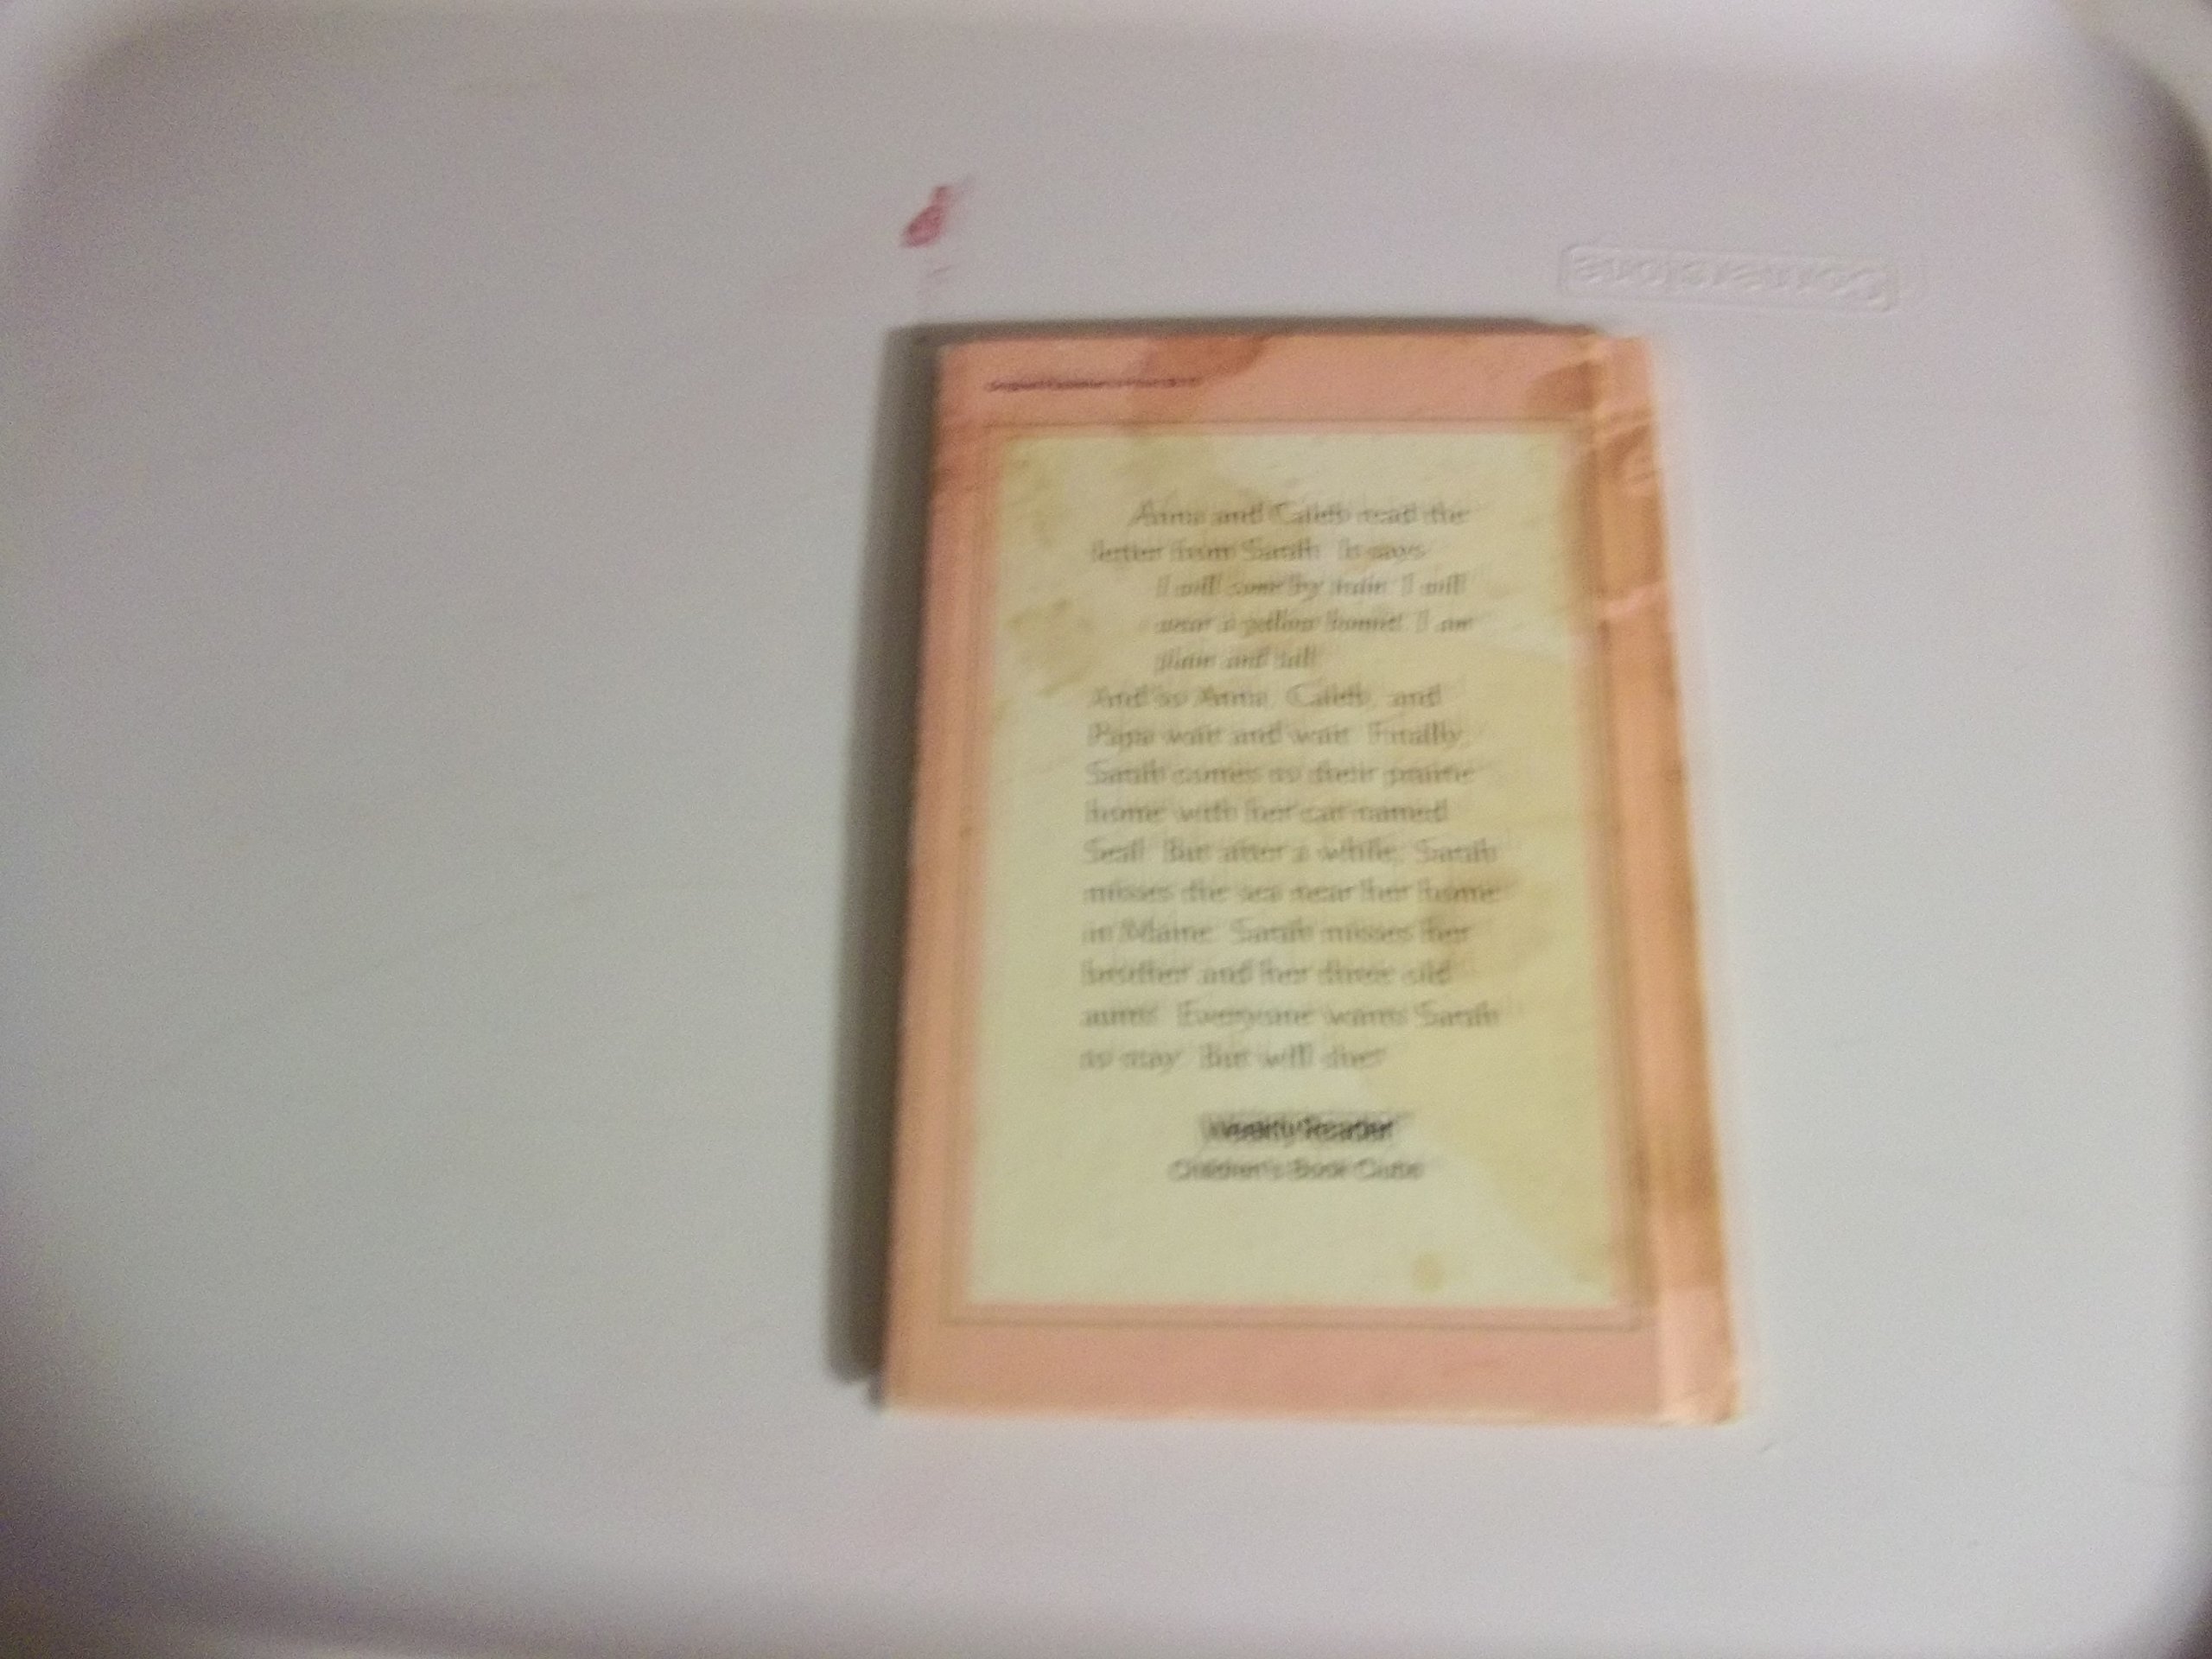 Anna and Caleb read the
letter from Sarah. It says
I will come by train. I will
wear a yellow bonnet. I am
plain and tall.
And so Anna, Caleb, and
Papa wait and wait. Finally,
Sarah comes to their prairie
home with her cat named
Seal. But after a while, Sarah
misses the sea near her home
in Maine. Sarah misses her
brother and her three old
aunts. Everyone wants Sarah
to stay. But will she?
Weekly Reader
Children's Book Clubs